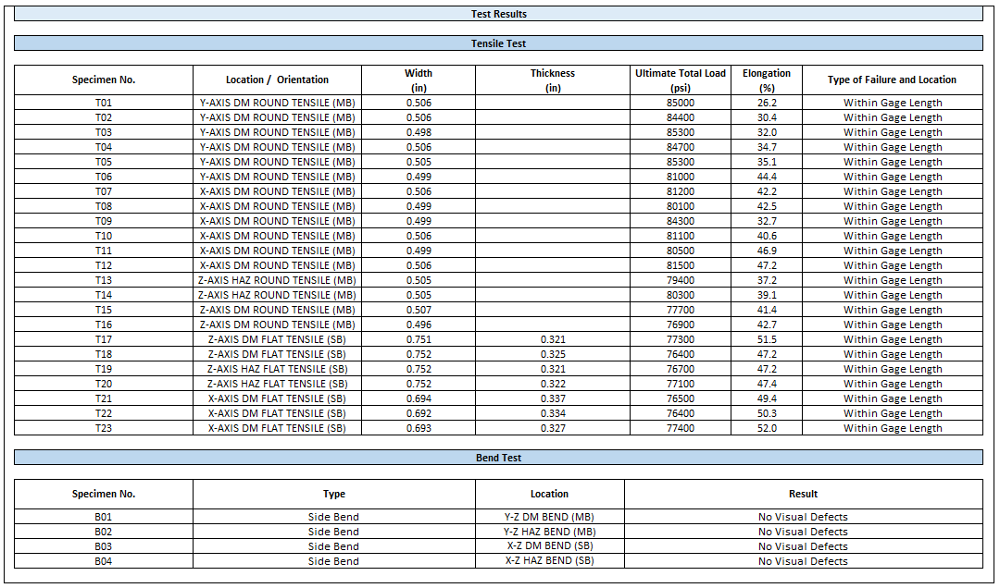 Test Results
Tensile Test
Specimen No. Location / Orientation Width (in) Thickness (in) Ultimate Total Load (psi) Elongation (%) Type of Failure and Location
T01 Y-AXIS DM ROUND TENSILE (MB) 0.506 85000 26.2 Within Gage Length
T02 Y-AXIS DM ROUND TENSILE (MB) 0.506 84400 30.4 Within Gage Length
T03 Y-AXIS DM ROUND TENSILE (MB) 0.498 85300 32.0 Within Gage Length
T04 Y-AXIS DM ROUND TENSILE (MB) 0.506 84700 34.7 Within Gage Length
T05 Y-AXIS DM ROUND TENSILE (MB) 0.505 85300 35.1 Within Gage Length
T06 Y-AXIS DM ROUND TENSILE (MB) 0.499 81000 44.4 Within Gage Length
T07 X-AXIS DM ROUND TENSILE (MB) 0.506 81200 42.2 Within Gage Length
T08 X-AXIS DM ROUND TENSILE (MB) 0.499 80100 42.5 Within Gage Length
T09 X-AXIS DM ROUND TENSILE (MB) 0.499 84300 32.7 Within Gage Length
T10 X-AXIS DM ROUND TENSILE (MB) 0.506 81100 40.6 Within Gage Length
T11 X-AXIS DM ROUND TENSILE (MB) 0.499 80500 46.9 Within Gage Length
T12 X-AXIS DM ROUND TENSILE (MB) 0.506 81500 47.2 Within Gage Length
T13 Z-AXIS HAZ ROUND TENSILE (MB) 0.505 79400 37.2 Within Gage Length
T14 Z-AXIS HAZ ROUND TENSILE (MB) 0.505 80300 39.1 Within Gage Length
T15 Z-AXIS DM ROUND TENSILE (MB) 0.507 77700 41.4 Within Gage Length
T16 Z-AXIS DM ROUND TENSILE (MB) 0.496 76900 42.7 Within Gage Length
T17 Z-AXIS DM FLAT TENSILE (SB) 0.751 0.321 77300 51.5 Within Gage Length
T18 Z-AXIS DM FLAT TENSILE (SB) 0.752 0.325 76400 47.2 Within Gage Length
T19 Z-AXIS HAZ FLAT TENSILE (SB) 0.752 0.321 76700 47.2 Within Gage Length
T20 Z-AXIS HAZ FLAT TENSILE (SB) 0.752 0.322 77100 47.4 Within Gage Length
T21 X-AXIS DM FLAT TENSILE (SB) 0.694 0.337 76500 49.4 Within Gage Length
T22 X-AXIS DM FLAT TENSILE (SB) 0.692 0.334 76400 50.3 Within Gage Length
T23 X-AXIS DM FLAT TENSILE (SB) 0.693 0.327 77400 52.0 Within Gage Length
Bend Test
Specimen No. Type Location Result
B01 Side Bend Y-Z DM BEND (MB) No Visual Defects
B02 Side Bend Y-Z HAZ BEND (MB) No Visual Defects
B03 Side Bend X-Z DM BEND (SB) No Visual Defects
B04 Side Bend X-Z HAZ BEND (SB) No Visual Defects